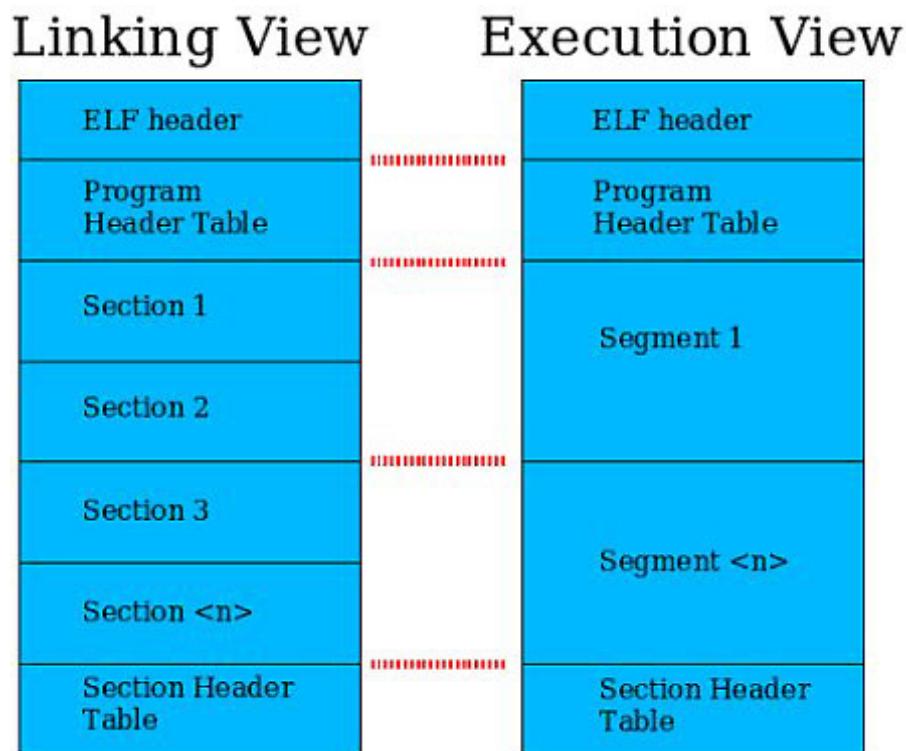 Linking View
Execution View
ELF header
Program
Header Table
Section 1
Section 2
Section 3
Section <n>
Section Header
Table
ELF header
Program
Header Table
Segment 1
Segment <n>
Section Header
Table